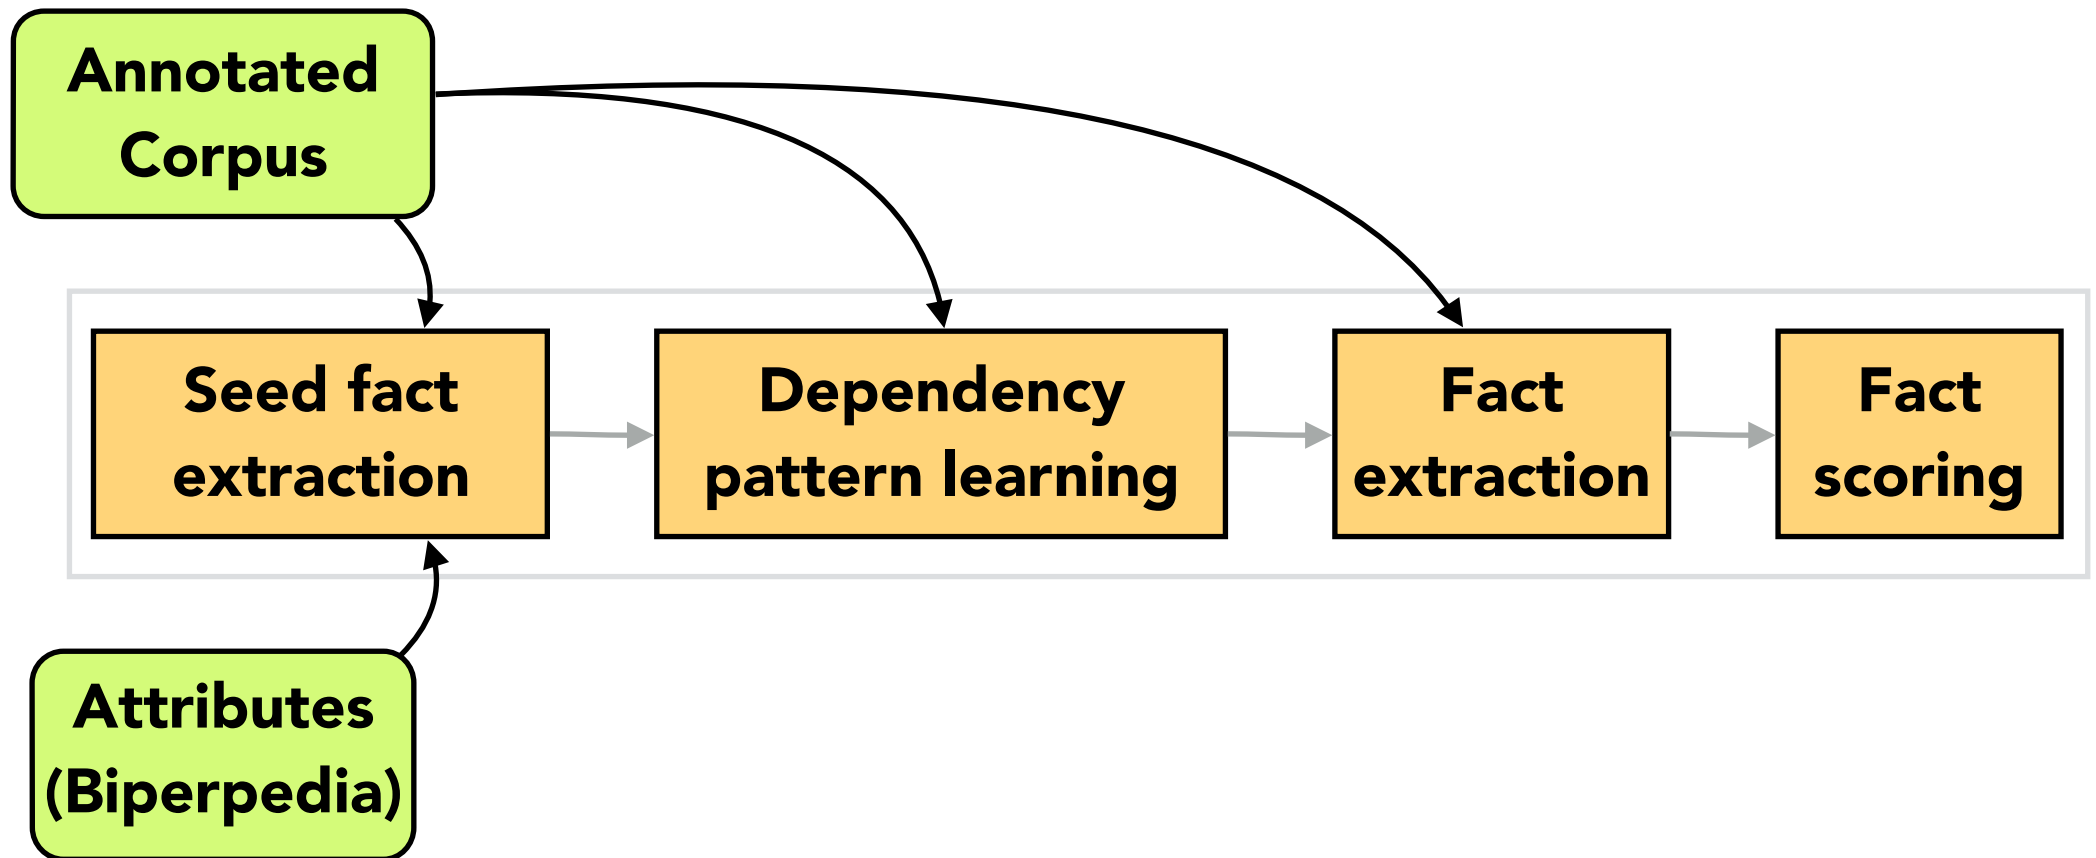 Annotated
Corpus
Seed fact
extraction
Dependency
pattern learning
Fact
extraction
Fact
scoring
Attributes
(Biperpedia)